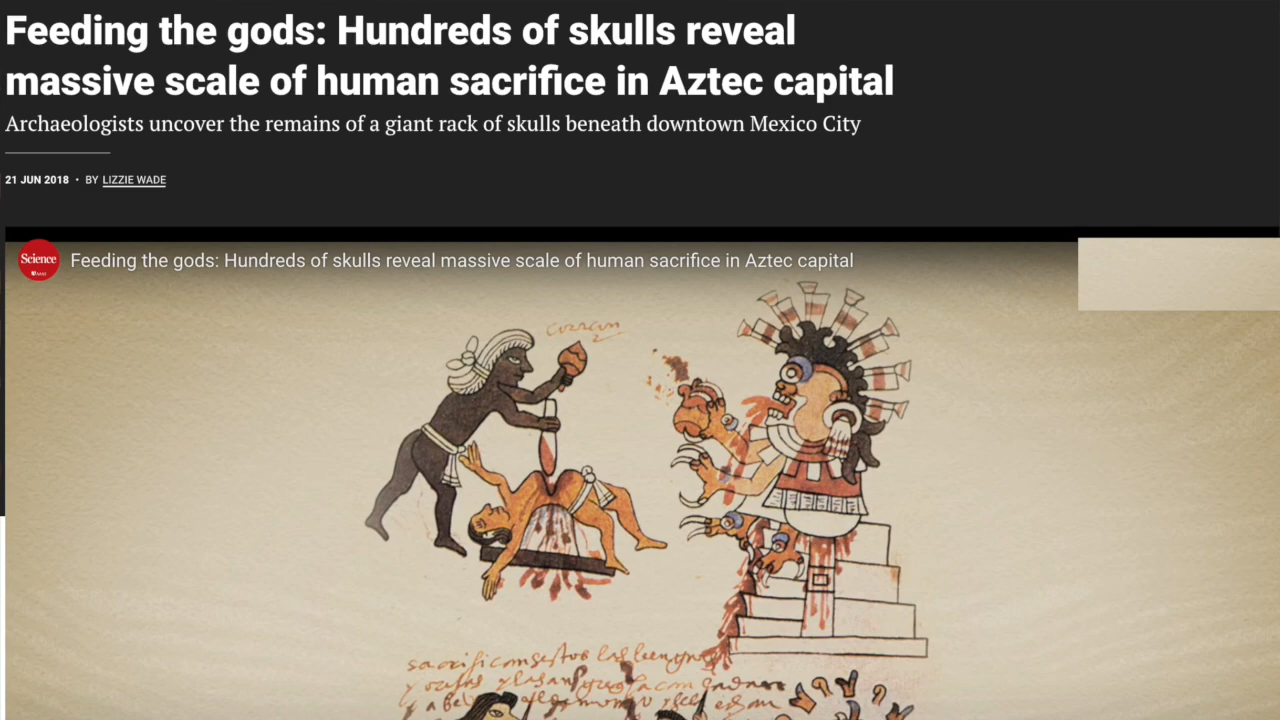 Feeding the gods: Hundreds of skulls reveal
massive scale of human sacrifice in Aztec capital
Archaeologists uncover the remains of a giant rack of skulls beneath downtown Mexico City
21 JUN 2018 • BY LIZZIE WADE
Science
AAAS
Feeding the gods: Hundreds of skulls reveal massive scale of human sacrifice in Aztec capital